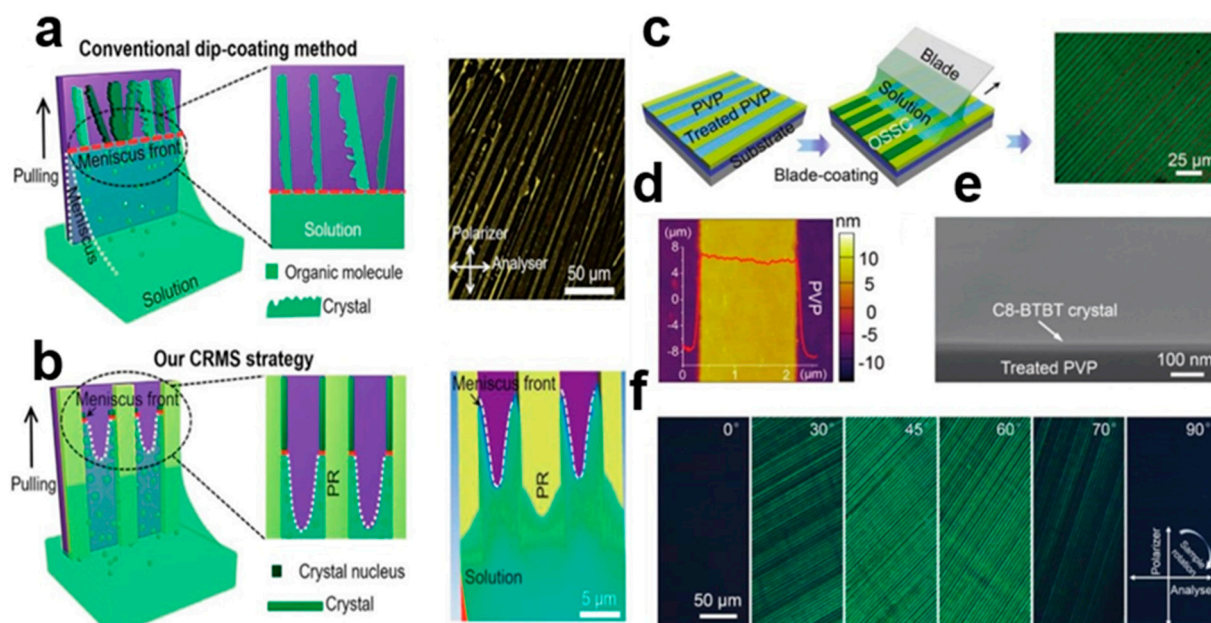 a
Conventional dip-coating method
Pulling
Meniscus front
Meniscus
Solution
Solution
Organic molecule
Crystal
Polarizer
Analyser
50 μm
b
Our CRMS strategy
Meniscus front
Pulling
PR
Crystal nucleus
Crystal
Meniscus front
PR
Solution
5 μm
c
PVP
Treated PVP
Substrate
Blade
Solution
OSSC
Blade-coating
25 μm
d
nm
(μm)
8
4
0
-4
-8
0
1
2
(μm)
PVP
10
5
0
-5
-10
e
C8-BTBT crystal
Treated PVP
100 nm
f
0°
30°
45°
60°
70°
90°
50 μm
Polarizer
Sample
rotation
Analyser